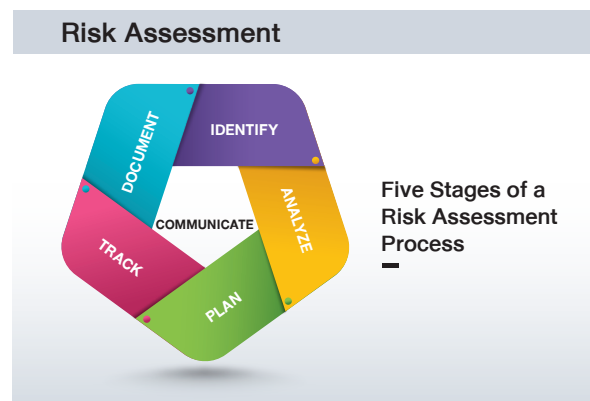 Risk Assessment
IDENTIFY
ANALYZE
PLAN
TRACK
DOCUMENT
COMMUNICATE
Five Stages of a
Risk Assessment
Process